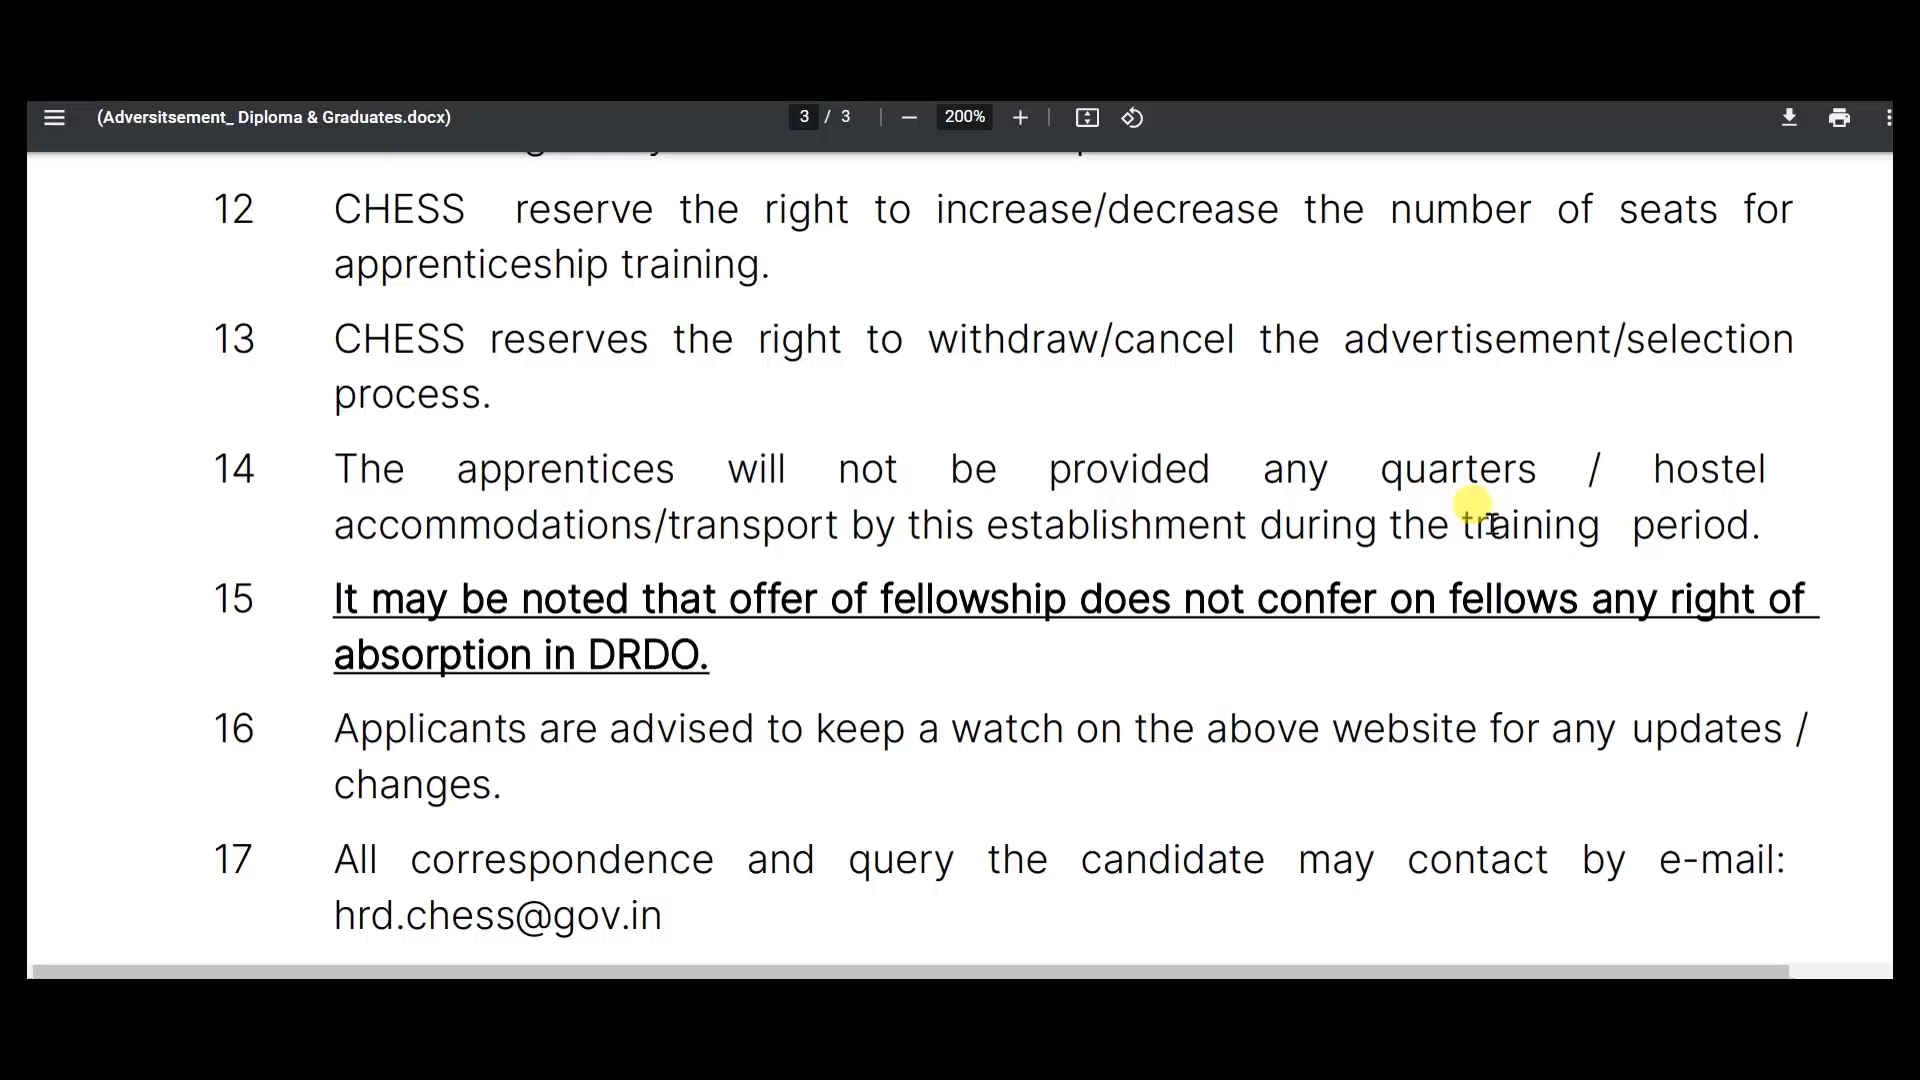 (Adversitsement_ Diploma & Graduates.docx) 3 / 3 200%
12 CHESS reserve the right to increase/decrease the number of seats for
apprenticeship training.
13 CHESS reserves the right to withdraw/cancel the advertisement/selection
process.
14 The apprentices will not be provided any quarters / hostel
accommodations/transport by this establishment during the training period.
15 It may be noted that offer of fellowship does not confer on fellows any right of
absorption in DRDO.
16 Applicants are advised to keep a watch on the above website for any updates /
changes.
17 All correspondence and query the candidate may contact by e-mail:
hrd.chess@gov.in